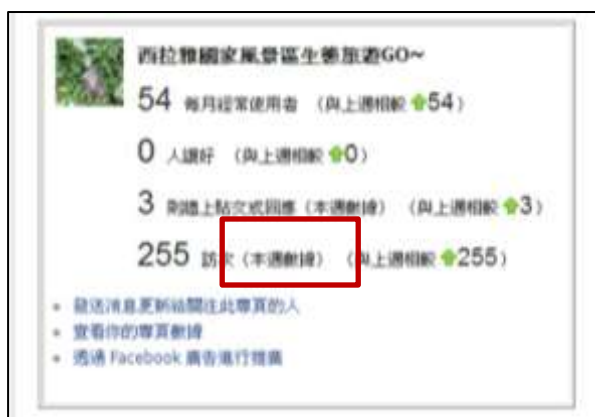 西拉雅國家風景區生態旅遊GO~
54 每月經常使用者 (與上週相較 54)
0 人讚好 (與上週相較 0)
3 則牆上貼文或回應 (本週數據) (與上週相較 3)
255 訪次 (本週數據) (與上週相較 255)
發送消息更新給關注此專頁的人
查看你的專頁數據
透過 Facebook 廣告進行推廣